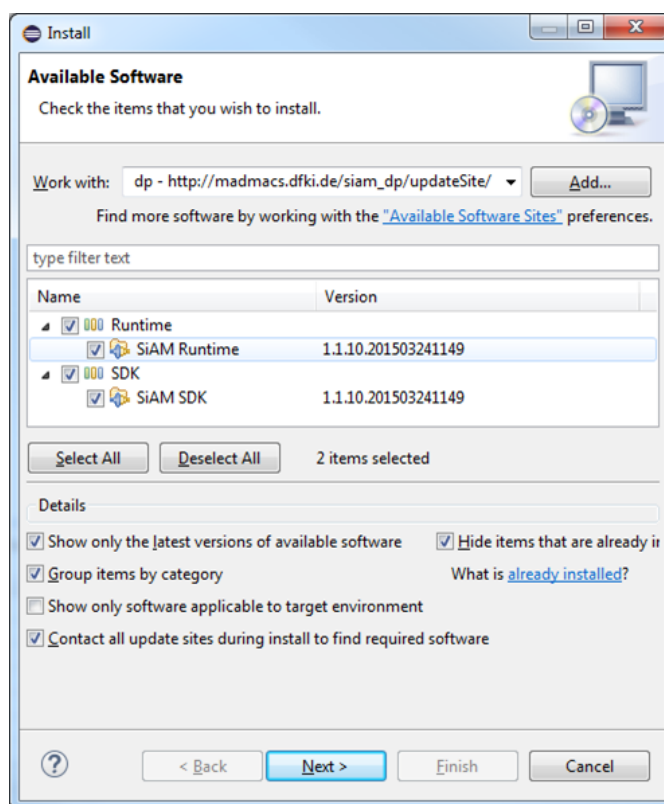 Install
Available Software
Check the items that you wish to install.
Work with: dp - http://madmacs.dfki.de/siam_dp/updateSite/ Add...
Find more software by working with the "Available Software Sites" preferences.
type filter text
Name Version
Runtime
SiAM Runtime 1.1.10.201503241149
SDK
SiAM SDK 1.1.10.201503241149
Select All Deselect All 2 items selected
Details
Show only the latest versions of available software Hide items that are already
Group items by category What is already installed?
Show only software applicable to target environment
Contact all update sites during install to find required software
? < Back Next > Finish Cancel